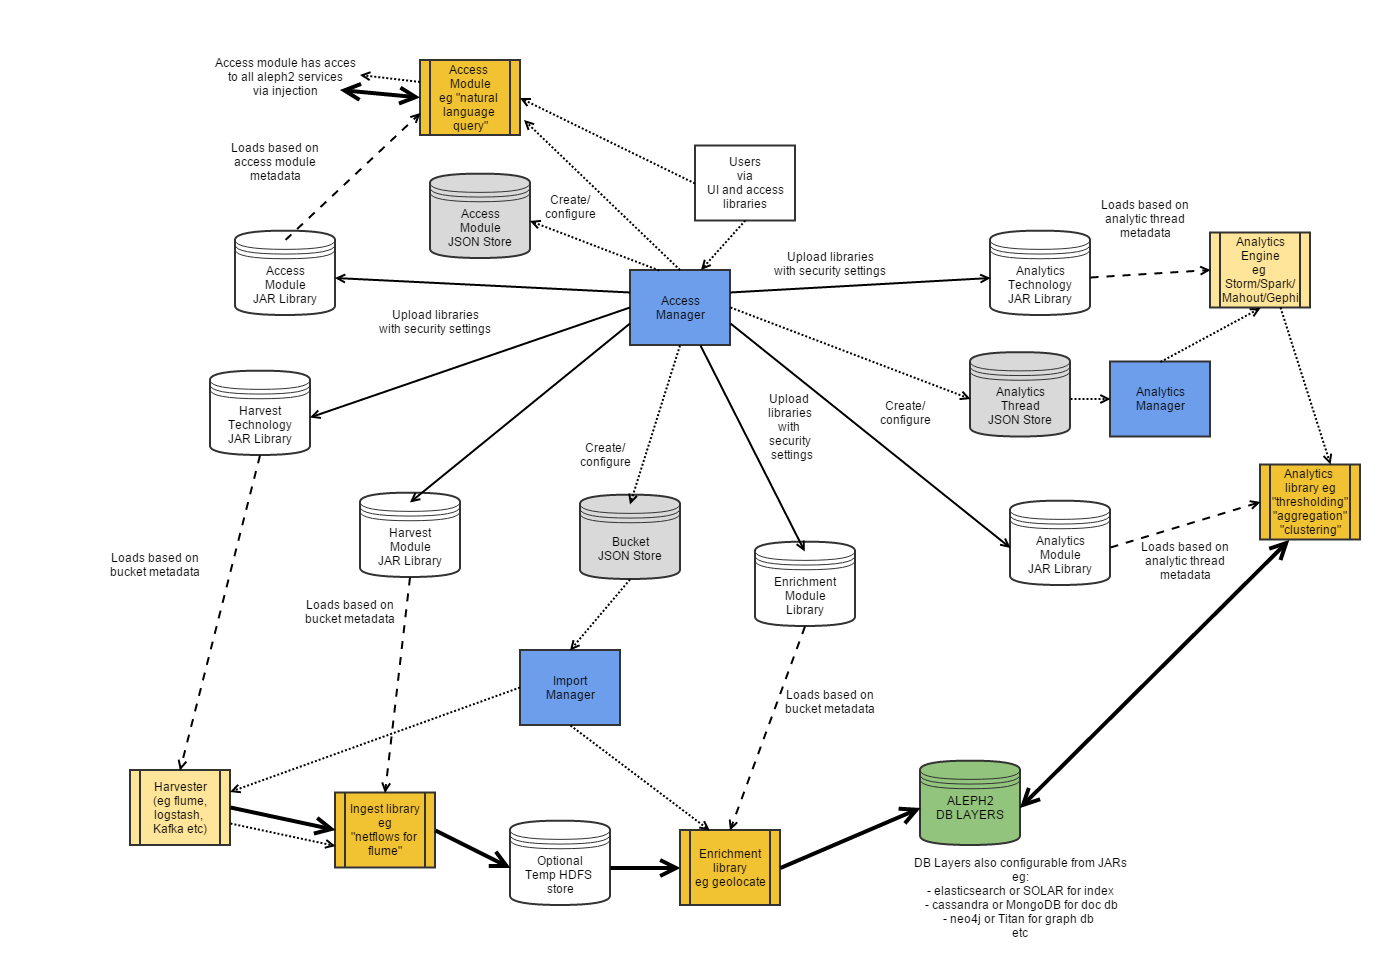 Access module has acces
to all aleph2 services
via injection
Access
Module
eg "natural
language
query"
Loads based on
access module
metadata
Users
via
UI and access
libraries
Access
Module
JSON Store
Create/
configure
Access
Module
JAR Library
Upload libraries
with security settings
Access
Manager
Upload libraries
with security settings
Analytics
Technology
JAR Library
Loads based on
analytic thread
metadata
Analytics
Engine
eg
Storm/Spark/
Mahout/Gephi
Harvest
Technology
JAR Library
Upload
libraries
with
security
settings
Create/
configure
Analytics
Thread
JSON Store
Analytics
Manager
Create/
configure
Analytics
library eg
"thresholding"
"aggregation"
"clustering"
Harvest
Module
JAR Library
Bucket
JSON Store
Enrichment
Module
Library
Analytics
Module
JAR Library
Loads based on
analytic thread
metadata
Loads based on
bucket metadata
Loads based on
bucket metadata
Import
Manager
Loads based on
bucket metadata
Harvester
(eg flume,
logstash,
Kafka etc)
Ingest library
eg
"netflows for
flume"
Optional
Temp HDFS
store
Enrichment
library
eg geolocate
ALEPH2
DB LAYERS
DB Layers also configurable from JARs
eg:
- elasticsearch or SOLAR for index
- cassandra or MongoDB for doc db
- neo4j or Titan for graph db
etc